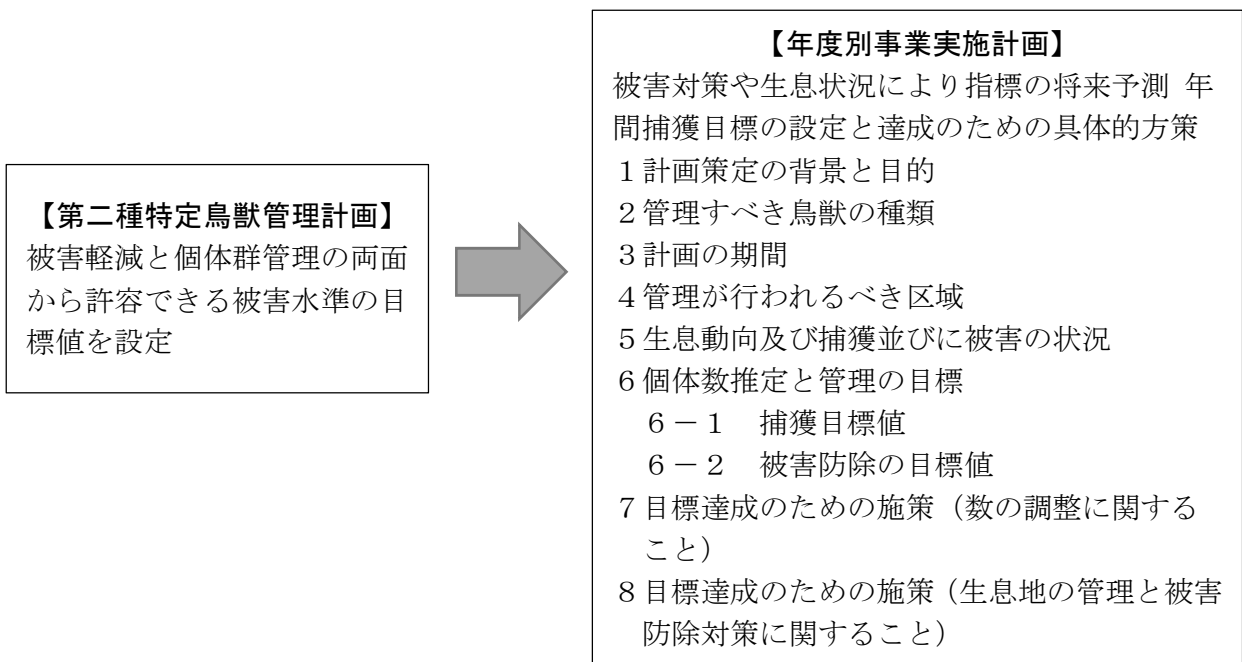 【第二種特定鳥獣管理計画】
被害軽減と個体群管理の両面
から許容できる被害水準の目
標値を設定
【年度別事業実施計画】
被害対策や生息状況により指標の将来予測 年
間捕獲目標の設定と達成のための具体的方策
1計画策定の背景と目的
2管理すべき鳥獣の種類
3計画の期間
4管理が行われるべき区域
5生息動向及び捕獲並びに被害の状況
6個体数推定と管理の目標
6-1 捕獲目標値
6-2 被害防除の目標値
7目標達成のための施策(数の調整に関する
こと)
8目標達成のための施策(生息地の管理と被害
防除対策に関すること)